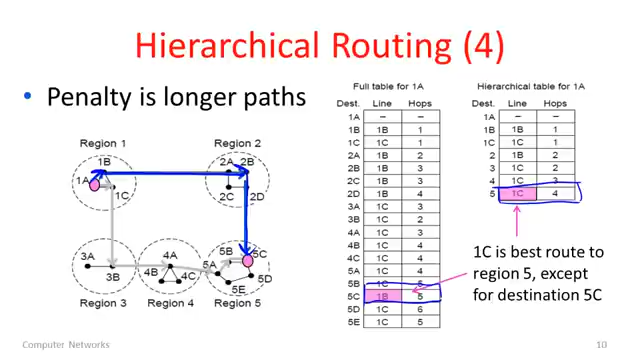 Hierarchical Routing (4)
• Penalty is longer paths
Region 1
Region 2
1B
1A
1C
2A 2B
2C
2D
3A
3B
4A
4B
4C
5A
5B
5C
5D
5E
Region 3
Region 4
Region 5
Full table for 1A
Dest. Line Hops
1A – –
1B 1B 1
1C 1C 1
2A 1B 2
2B 1B 3
2C 1B 3
2D 1B 4
3A 1C 3
3B 1C 2
4A 1C 3
4B 1C 4
4C 1C 4
5A 1C 4
5B 1C 5
5C 1B 5
5D 1C 6
5E 1C 5
Hierarchical table for 1A
Dest. Line Hops
1A – –
1B 1B 1
1C 1C 1
2 1B 2
3 1C 2
4 1C 3
5 1C 4
1C is best route to
region 5, except
for destination 5C
Computer Networks
10